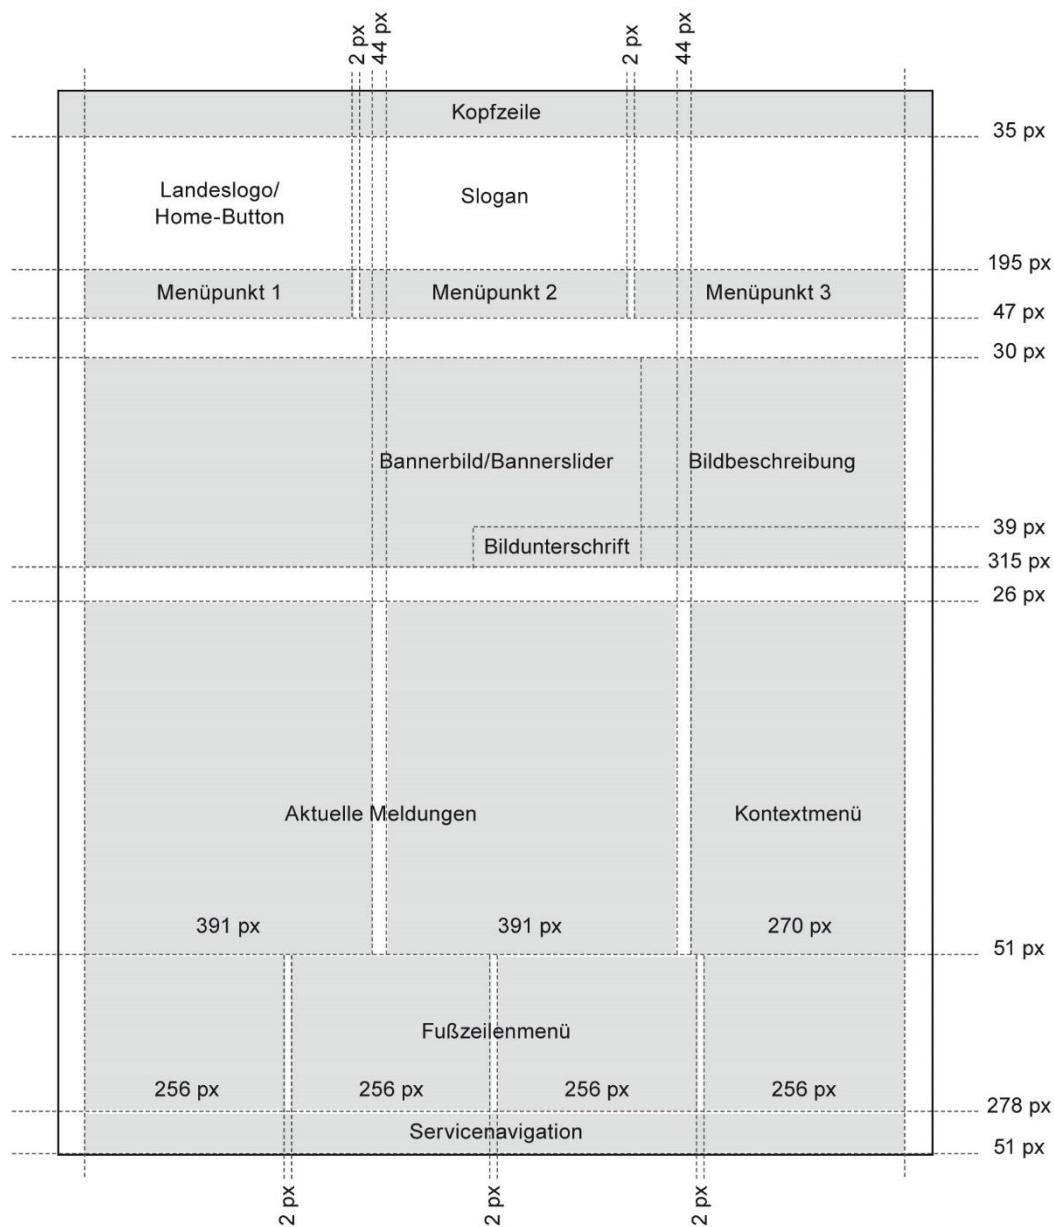 2 px
44 px
2 px
44 px
Kopfzeile
35 px
Landeslogo/
Home-Button
Slogan
195 px
Menüpunkt 1
Menüpunkt 2
Menüpunkt 3
47 px
30 px
Bannerbild/Bannerslider
Bildbeschreibung
39 px
Bildunterschrift
315 px
26 px
Aktuelle Meldungen
Kontextmenü
391 px
391 px
270 px
51 px
Fußzeilenmenü
256 px
256 px
256 px
256 px
278 px
Servicenavigation
51 px
2 px
2 px
2 px